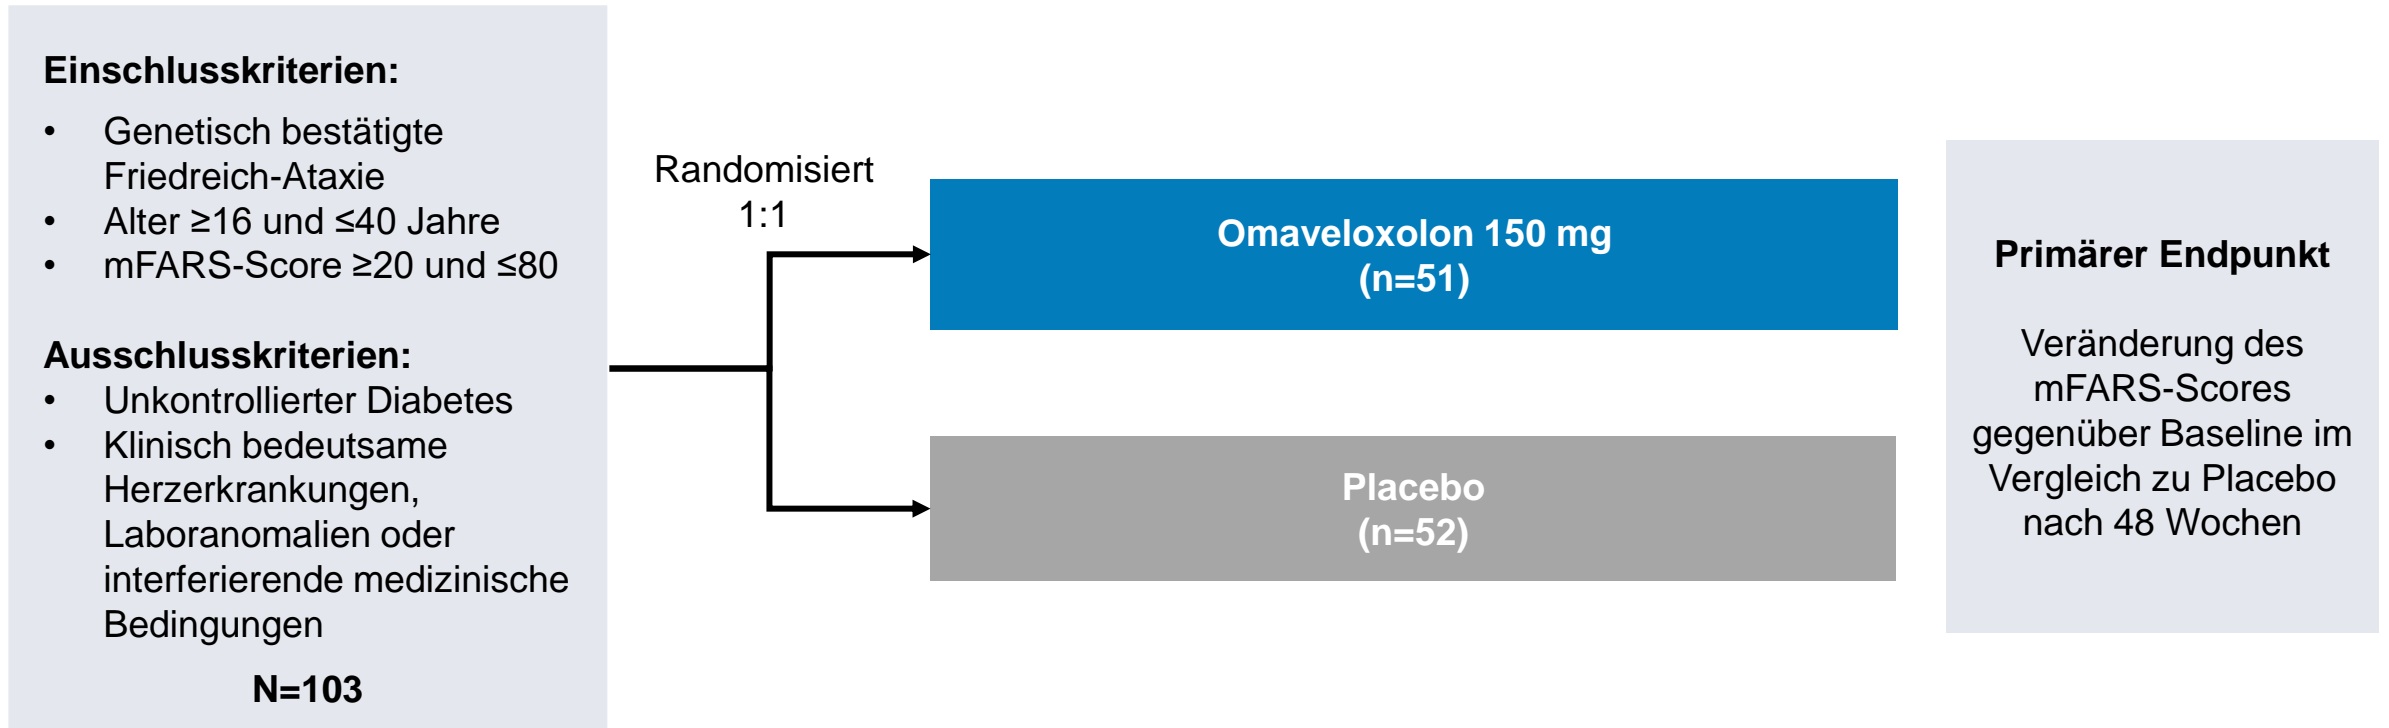 Einschlusskriterien:
• Genetisch bestätigte
Friedreich-Ataxie
• Alter ≥16 und ≤40 Jahre
• mFARS-Score ≥20 und ≤80
Ausschlusskriterien:
• Unkontrollierter Diabetes
• Klinisch bedeutsame
Herzerkrankungen,
Laboranomalien oder
interferierende medizinische
Bedingungen
N=103
Randomisiert
1:1
Omaveloxolon 150 mg
(n=51)
Placebo
(n=52)
Primärer Endpunkt
Veränderung des
mFARS-Scores
gegenüber Baseline im
Vergleich zu Placebo
nach 48 Wochen